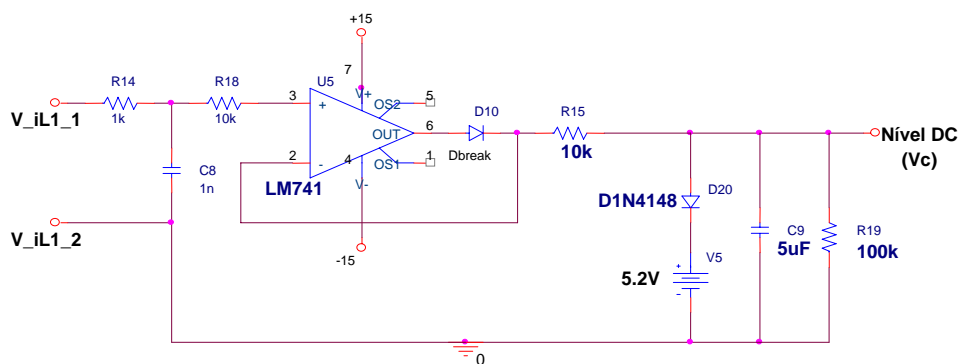 +15
R14
R18
U5
7
V+
5
OS2
3
+
D10
R15
V_iL1_1
1k
10k
OUT
6
Nível DC
(Vc)
Dbreak
10k
2
-
4
OS1
1
C8
1n
LM741
V-
D20
D1N4148
V_iL1_2
C9
5uF
R19
100k
-15
V5
5.2V
+
-
0